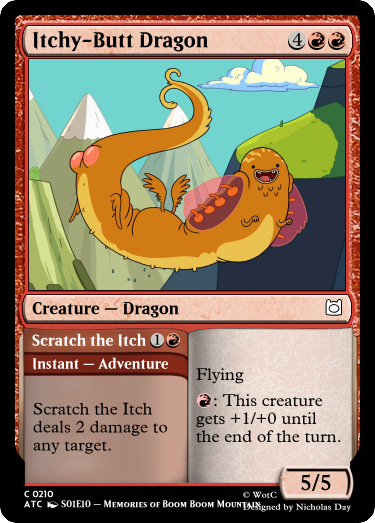 Itchy-Butt Dragon 4
Creature — Dragon
Scratch the Itch 1
Instant — Adventure
Scratch the Itch
deals 2 damage to
any target.
Flying
: This creature
gets +1/+0 until
the end of the turn.
5/5
C 0210
ATC S01E10 – Memories of Boom Boom Mountain
© WotC
Designed by Nicholas Day